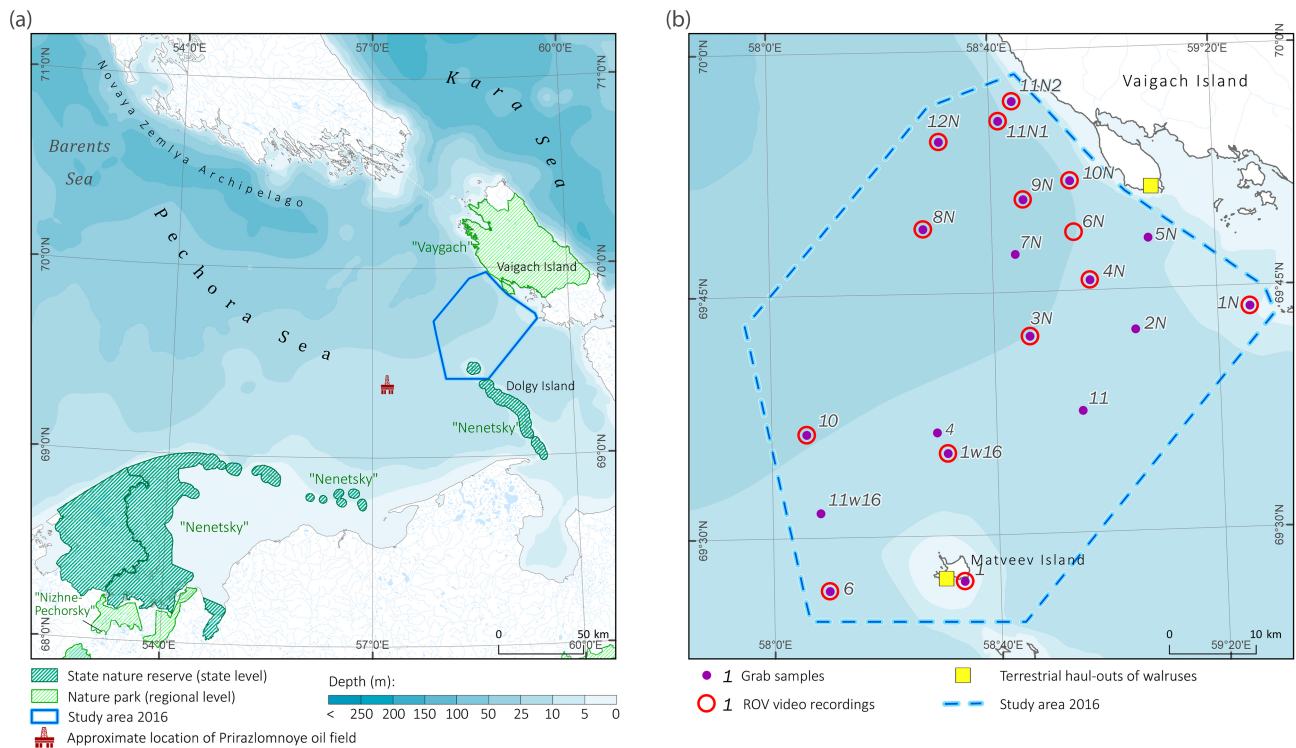 (a)
54°0'E
57°0'E
60°0'E
71°0'N
71°0'N
Novaya Zemlya Archipelago
Kara Sea
Barents
Sea
Pechora Sea
"Vaygach"
Vaigach Island
70°0'N
70°0'N
Dolgy Island
"Nenetsky"
69°0'N
69°0'N
"Nenetsky"
"Nenetsky"
"Nizhne-
Pechorsky"
68°0'N
0 50 km
54°0'E
57°0'E
60°0'E
State nature reserve (state level)
Nature park (regional level)
Study area 2016
Approximate location of Prirazlomnoye oil field
Depth (m):
< 250 200 150 100 50 25 5 0
(b)
58°0'E
58°40'E
59°20'E
70°0'N
70°0'N
Vaigach Island
11N2
11N1
12N
10N
9N
8N
6N
7N
5N
4N
69°45'N
69°45'N
1N
3N
2N
11
10
4
1w16
11w16
69°30'N
69°30'N
Matveev Island
1
6
0 10 km
58°0'E
58°40'E
59°20'E
1 Grab samples
1 ROV video recordings
Terrestrial haul-outs of walruses
Study area 2016